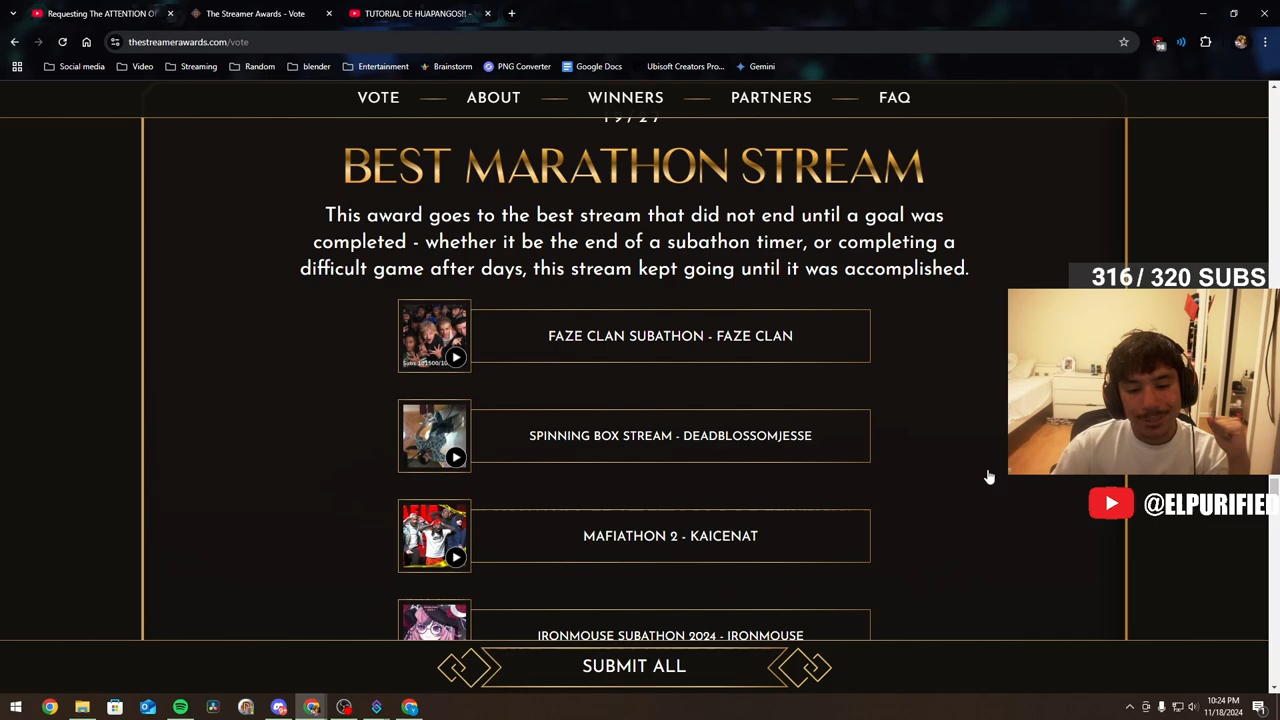 Requesting The ATTENTION OF
The Streamer Awards - Vote
TUTORIAL DE HUAPANGOS!! -
thestreamerawards.com/vote
98
Social media
Video
Streaming
Random
blender
Entertainment
Brainstorm
PNG Converter
Google Docs
Ubisoft Creators Pro...
Gemini
VOTE
ABOUT
WINNERS
PARTNERS
FAQ
19/27
BEST MARATHON STREAM
This award goes to the best stream that did not end until a goal was
completed - whether it be the end of a subathon timer, or completing a
difficult game after days, this stream kept going until it was accomplished.
316 / 320 SUBS
FAZE CLAN SUBATHON - FAZE CLAN
SPINNING BOX STREAM - DEADBLOSSOMJESSE
@ELPURIFIED
MAFIATHON 2 - KAICENAT
IRONMOUSE SUBATHON 2024 - IRONMOUSE
SUBMIT ALL
10:24 PM
11/18/2024